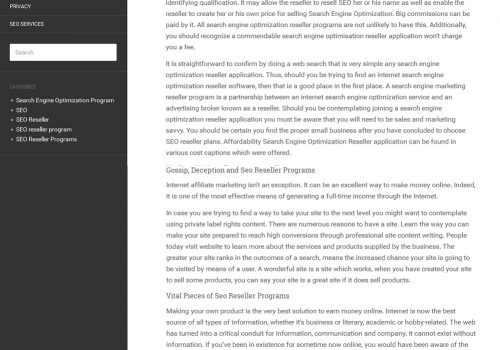 PRIVACY
SEO SERVICES
Search
CATEGORIES
Search Engine Optimization Program
SEO
SEO Reseller
SEO reseller program
SEO Reseller Programs
identifying qualification. It may allow the reseller to resell SEO her or his name as well as enable the
reseller to create her or his own price for selling Search Engine Optimization. Big commissions can be
paid by it. All search engine optimization reseller programs are not unlikely to have this. Additionally,
you should recognize a commendable search engine optimisation reseller application won't charge
you a fee.
It is straightforward to confirm by doing a web search that is very simple any search engine
optimization reseller application. Thus, should you be trying to find an internet search engine
optimization reseller software, then that is a good place in the first place. A search engine marketing
reseller program is a partnership between an internet search engine optimization service and an
advertising broker known as a reseller. Should you be contemplating joining a search engine
optimization reseller application you must be aware that you will need to be sales and marketing
savvy. You should be certain you find the proper small business after you have concluded to choose
SEO reseller plans. Affordability Search Engine Optimization Reseller application can be found in
various cost captions which were offered.
Gossip, Deception and Seo Reseller Programs
Internet affiliate marketing isn't an exception. It can be an excellent way to make money online. Indeed,
it is one of the most effective means of generating a full-time income through the Internet.
In case you are trying to find a way to take your site to the next level you might want to contemplate
using private label rights content. There are numerous reasons to have a site. Learn the way you can
make your site prepared to reach high conversions through professional site content writing. People
today visit website to learn more about the services and products supplied by the business. The
greater your site ranks in the outcomes of a search, means the increased chance your site is going to
be visited by means of a user. A wonderful site is a site which works, when you have created your site
to sell some products, you can say your site is a great site if it does sell products.
Vital Pieces of Seo Reseller Programs
Making your own product is the very best solution to earn money online. Internet is now the best
source of all types of information, whether it's business or literary, academic or hobby-related. The web
has turned into a critical conduit for information, communication and company, It cannot exist without
information. If you've been in existence for sometime now online, you would have been aware of the